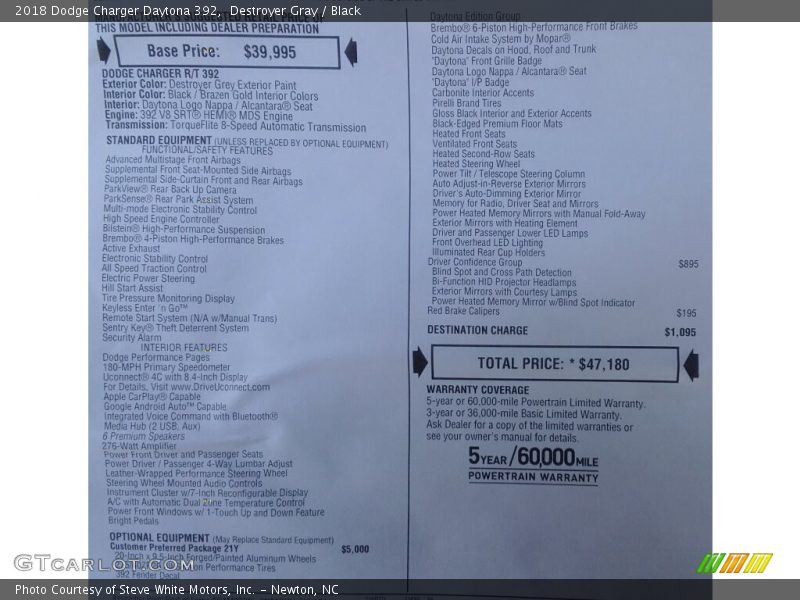 2018 Dodge Charger Daytona 392, Destroyer Gray / Black
MANUFACTURER'S SUGGESTED RETAIL PRICE OF
THIS MODEL INCLUDING DEALER PREPARATION
Base Price: $39,995
DODGE CHARGER R/T 392
Exterior Color: Destroyer Grey Exterior Paint
Interior Color: Black / Brazen Gold Interior Colors
Interior: Daytona Logo Nappa / Alcantara® Seat
Engine: 392 V8 SRT® HEMI® MDS Engine
Transmission: TorqueFlite 8-Speed Automatic Transmission
STANDARD EQUIPMENT (UNLESS REPLACED BY OPTIONAL EQUIPMENT)
FUNCTIONAL/SAFETY FEATURES
Advanced Multistage Front Airbags
Supplemental Front Seat-Mounted Side Airbags
Supplemental Side-Curtain Front and Rear Airbags
ParkView® Rear Back Up Camera
ParkSense® Rear Park Assist System
Multi-mode Electronic Stability Control
High Speed Engine Controller
Bilstein® High-Performance Suspension
Brembo® 4-Piston High-Performance Brakes
Active Exhaust
Electronic Stability Control
All Speed Traction Control
Electric Power Steering
Hill Start Assist
Tire Pressure Monitoring Display
Keyless Enter 'n Go™
Remote Start System (N/A w/Manual Trans)
Sentry Key® Theft Deterrent System
Security Alarm
INTERIOR FEATURES
Dodge Performance Pages
180-MPH Primary Speedometer
Uconnect® 4C with 8.4-Inch Display
For Details, Visit www.DriveUconnect.com
Apple CarPlay® Capable
Google Android Auto™ Capable
Integrated Voice Command with Bluetooth®
Media Hub (2 USB, Aux)
6 Premium Speakers
276-Watt Amplifier
Power Front Driver and Passenger Seats
Power Driver / Passenger 4-Way Lumbar Adjust
Leather-Wrapped Performance Steering Wheel
Steering Wheel Mounted Audio Controls
Instrument Cluster w/7-Inch Reconfigurable Display
A/C with Automatic Dual Zone Temperature Control
Power Front Windows w/ 1-Touch Up and Down Feature
Bright Pedals
OPTIONAL EQUIPMENT (May Replace Standard Equipment)
Customer Preferred Package 21Y $5,000
20-Inch x 9.5-Inch Forged/Painted Aluminum Wheels
Performance Tires
392 Fender Decal
Daytona Edition Group
Brembo® 6-Piston High-Performance Front Brakes
Cold Air Intake System by Mopar®
Daytona Decals on Hood, Roof and Trunk
'Daytona' Front Grille Badge
Daytona Logo Nappa / Alcantara® Seat
'Daytona' I/P Badge
Carbonite Interior Accents
Pirelli Brand Tires
Gloss Black Interior and Exterior Accents
Black-Edged Premium Floor Mats
Heated Front Seats
Ventilated Front Seats
Heated Second-Row Seats
Heated Steering Wheel
Power Tilt / Telescope Steering Column
Auto Adjust-in-Reverse Exterior Mirrors
Driver's Auto-Dimming Exterior Mirror
Memory for Radio, Driver Seat and Mirrors
Power Heated Memory Mirrors with Manual Fold-Away
Exterior Mirrors with Heating Element
Driver and Passenger Lower LED Lamps
Front Overhead LED Lighting
Illuminated Rear Cup Holders
Driver Confidence Group $895
Blind Spot and Cross Path Detection
Bi-Function HID Projector Headlamps
Exterior Mirrors with Courtesy Lamps
Power Heated Memory Mirror w/Blind Spot Indicator
Red Brake Calipers $195
DESTINATION CHARGE $1,095
TOTAL PRICE: * $47,180
WARRANTY COVERAGE
5-year or 60,000-mile Powertrain Limited Warranty.
3-year or 36,000-mile Basic Limited Warranty.
Ask Dealer for a copy of the limited warranties or
see your owner's manual for details.
5YEAR/60,000MILE
POWERTRAIN WARRANTY
GTCarLot.com
Photo Courtesy of Steve White Motors, Inc. – Newton, NC